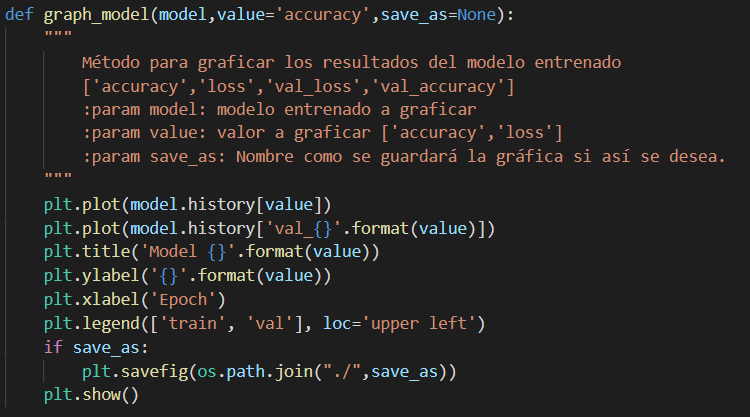 def graph_model(model,value='accuracy',save_as=None):
    """
        Método para graficar los resultados del modelo entrenado
        ['accuracy','loss','val_loss','val_accuracy']
        :param model: modelo entrenado a graficar
        :param value: valor a graficar ['accuracy','loss']
        :param save_as: Nombre como se guardará la gráfica si así se desea.
    """
    plt.plot(model.history[value])
    plt.plot(model.history['val_{}'.format(value)])
    plt.title('Model {}'.format(value))
    plt.ylabel('{}'.format(value))
    plt.xlabel('Epoch')
    plt.legend(['train', 'val'], loc='upper left')
    if save_as:
        plt.savefig(os.path.join("./",save_as))
    plt.show()